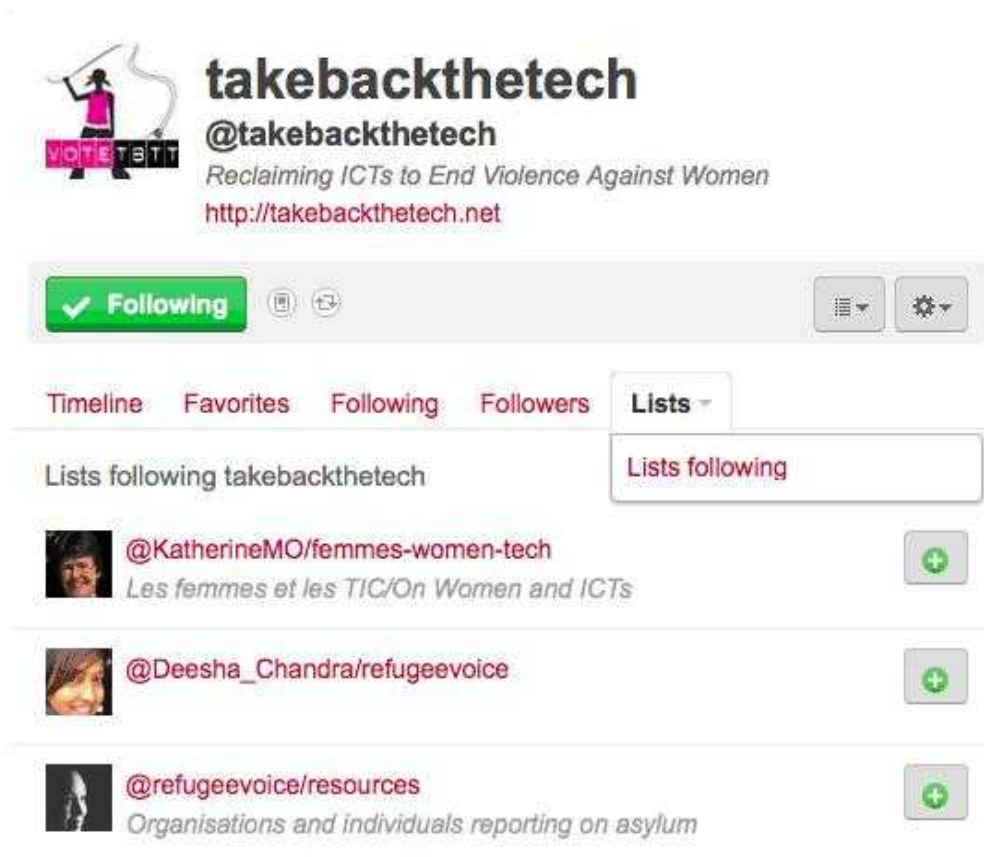 takebackthetech
@takebackthetech
Reclaiming ICTs to End Violence Against Women
http://takebackthetech.net
VOTE TBTT
Following
Timeline Favorites Following Followers Lists
Lists following takebackthetech
Lists following
@KatherineMO/femmes-women-tech
Les femmes et les TIC/On Women and ICTs
@Deesha_Chandra/refugeevoice
@refugeevoice/resources
Organisations and individuals reporting on asylum